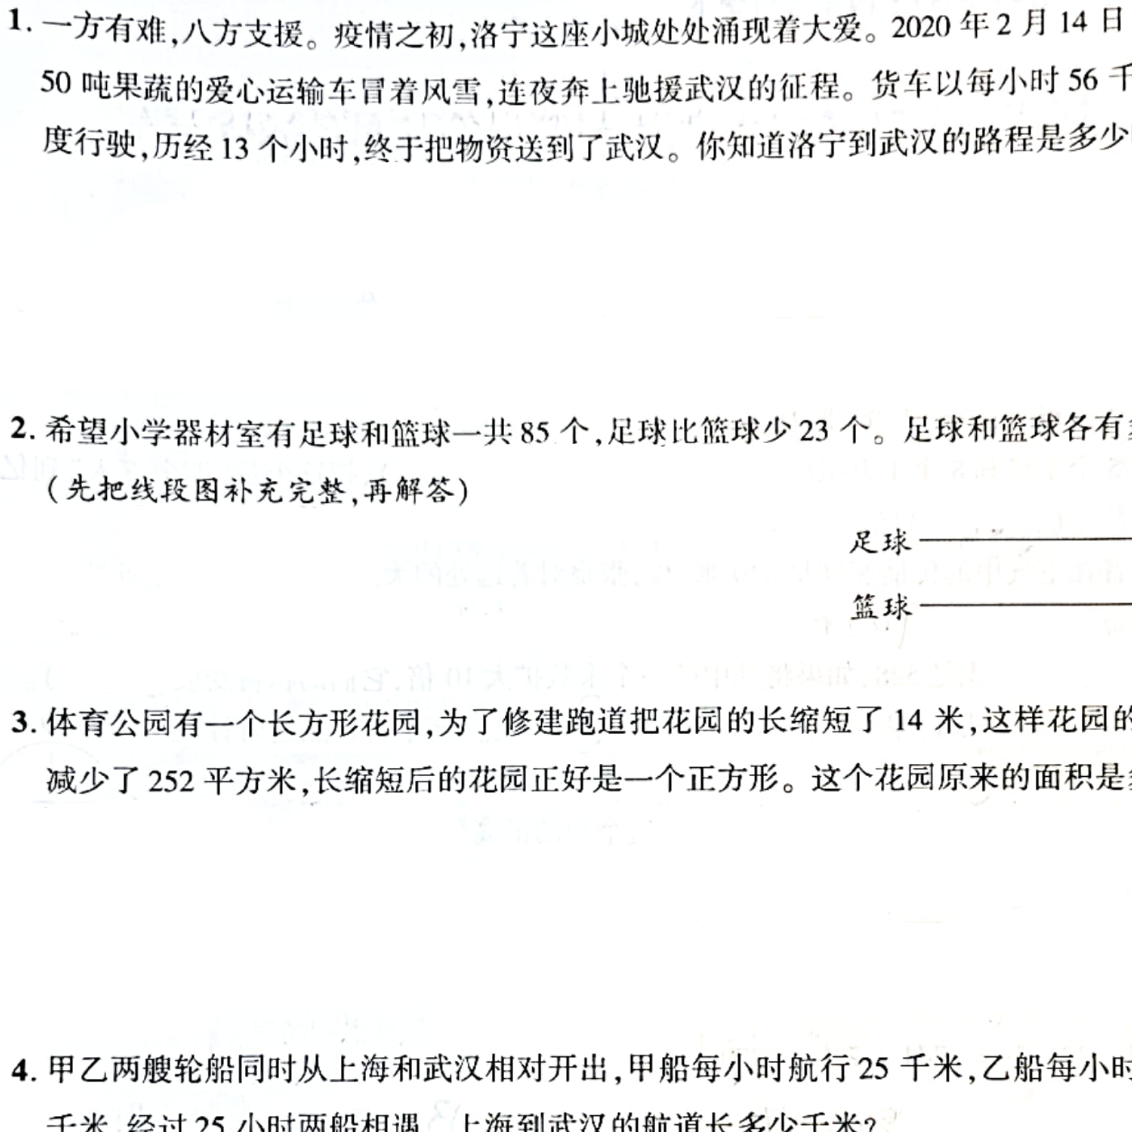 1. 一方有难,八方支援。疫情之初,洛宁这座小城处处涌现着大爱。2020 年 2 月 14 日
50 吨果蔬的爱心运输车冒着风雪,连夜奔上驰援武汉的征程。货车以每小时 56 千
度行驶,历经 13 个小时,终于把物资送到了武汉。你知道洛宁到武汉的路程是多少
2. 希望小学器材室有足球和篮球一共 85 个,足球比篮球少 23 个。足球和篮球各有
(先把线段图补充完整,再解答)
足球
篮球
3. 体育公园有一个长方形花园,为了修建跑道把花园的长缩短了 14 米,这样花园的
减少了 252 平方米,长缩短后的花园正好是一个正方形。这个花园原来的面积是
4. 甲乙两艘轮船同时从上海和武汉相对开出,甲船每小时航行 25 千米,乙船每小时
千米,经过 25 小时两船相遇。上海到武汉的航道长多少千米?